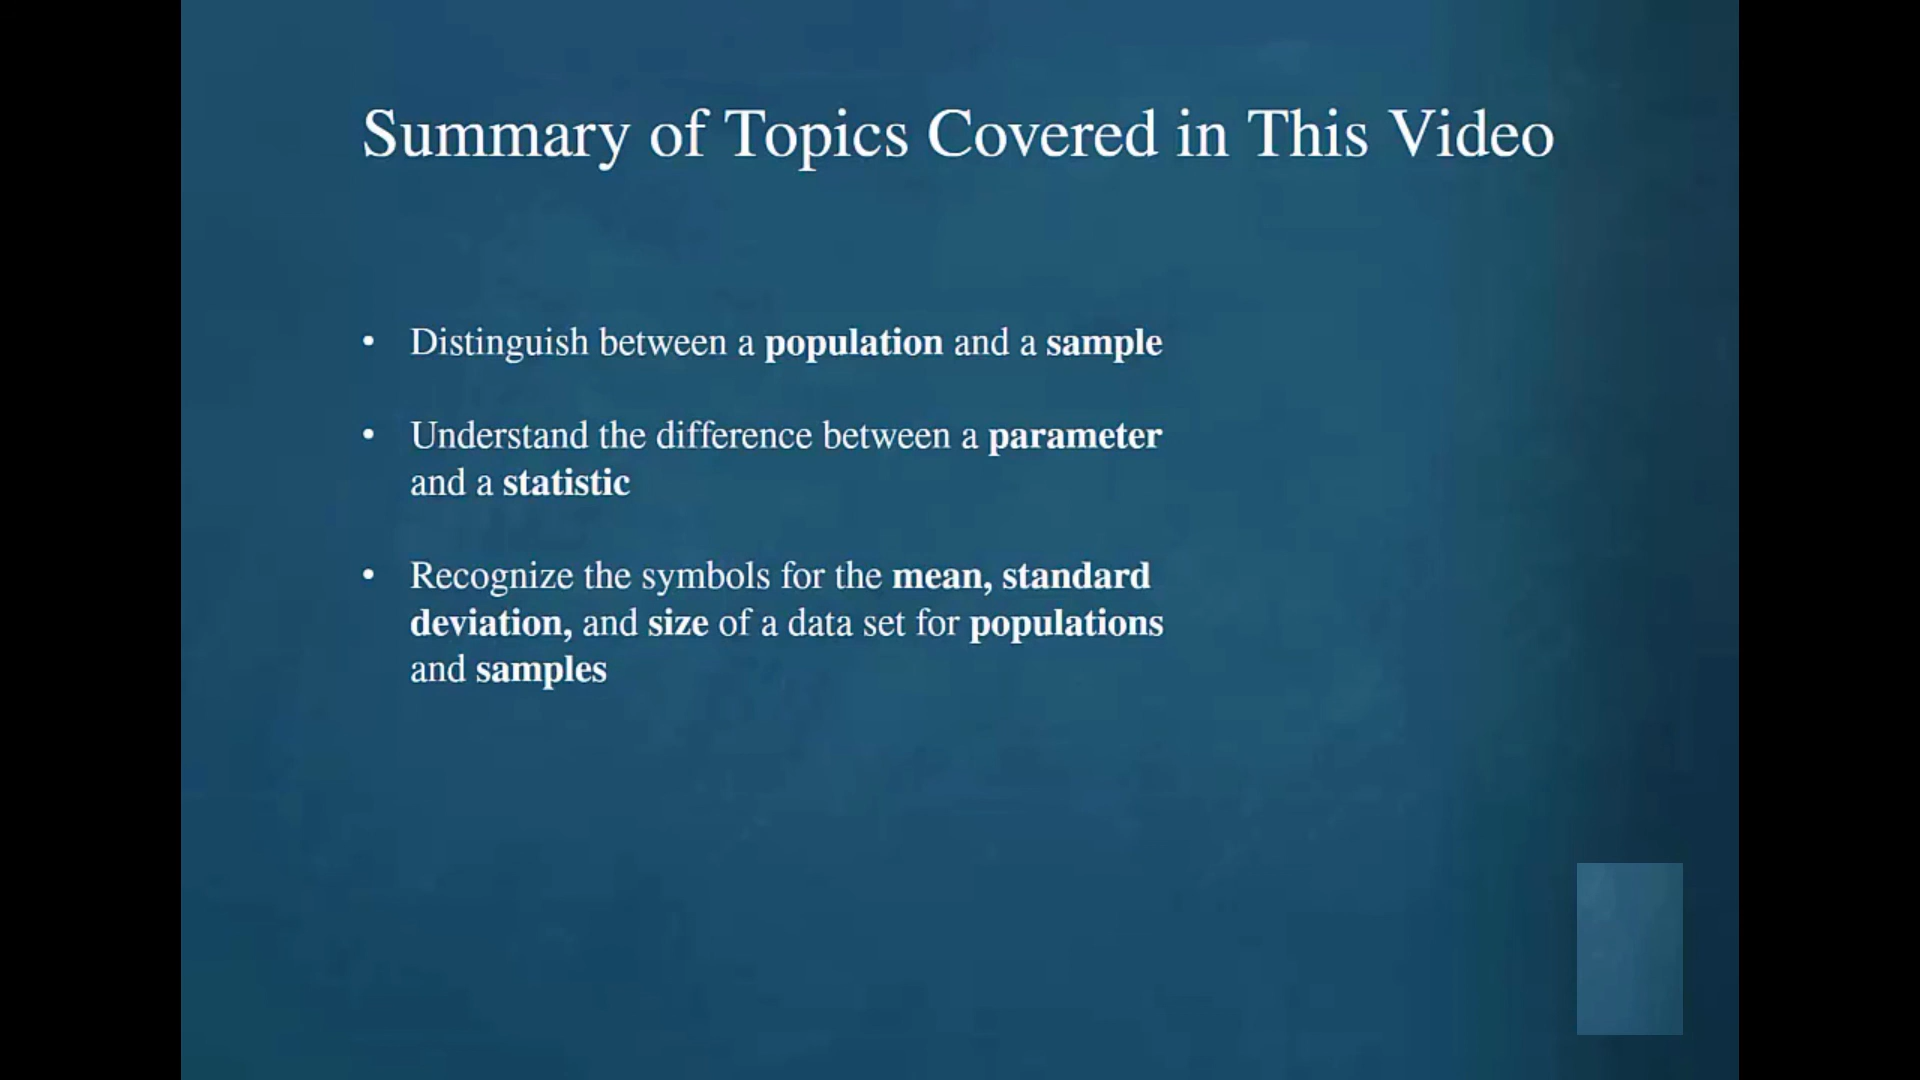 Summary of Topics Covered in This Video
• Distinguish between a population and a sample
• Understand the difference between a parameter
and a statistic
• Recognize the symbols for the mean, standard
deviation, and size of a data set for populations
and samples